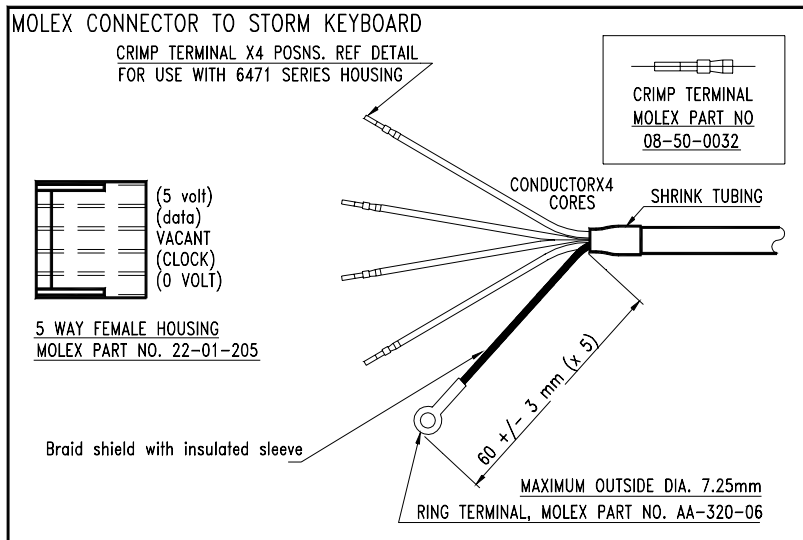 MOLEX CONNECTOR TO STORM KEYBOARD
CRIMP TERMINAL X4 POSNS. REF DETAIL
FOR USE WITH 6471 SERIES HOUSING
CRIMP TERMINAL
MOLEX PART NO
08-50-0032
(5 volt)
(data)
VACANT
(CLOCK)
(0 VOLT)
CONDUCTORX4
CORES
SHRINK TUBING
5 WAY FEMALE HOUSING
MOLEX PART NO. 22-01-205
60 +/- 3 mm (x 5)
Braid shield with insulated sleeve
MAXIMUM OUTSIDE DIA. 7.25mm
RING TERMINAL, MOLEX PART NO. AA-320-06